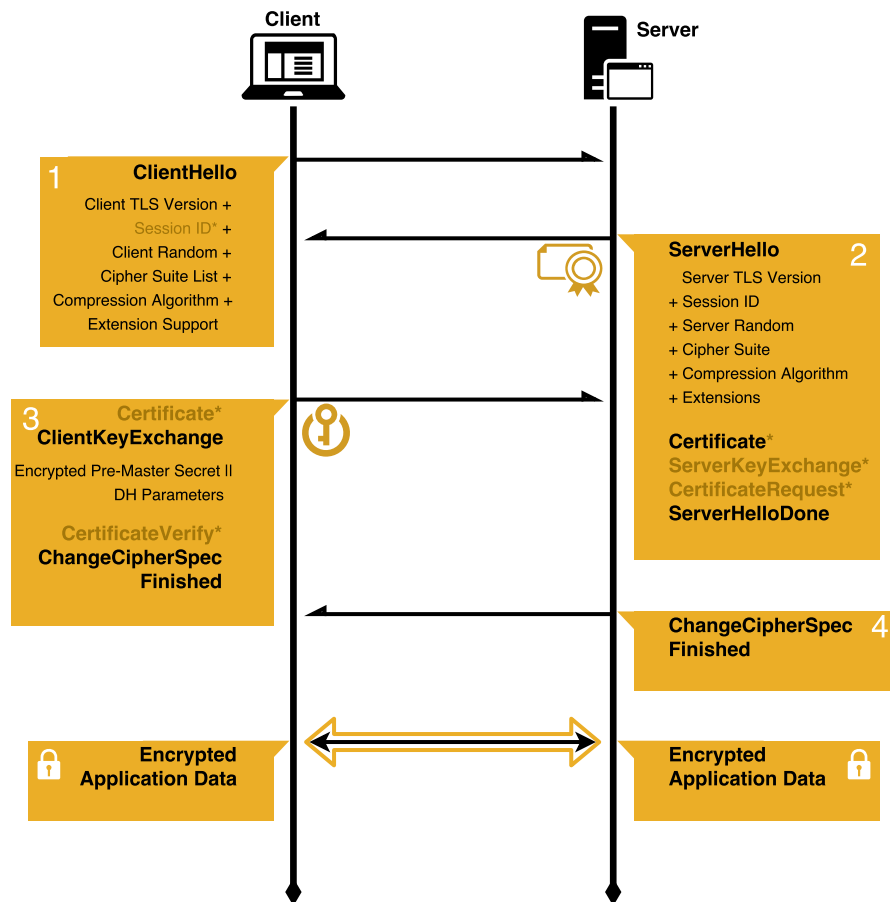 Client
Server
1
ClientHello
Client TLS Version +
Session ID* +
Client Random +
Cipher Suite List +
Compression Algorithm +
Extension Support
2
ServerHello
Server TLS Version
+ Session ID
+ Server Random
+ Cipher Suite
+ Compression Algorithm
+ Extensions
Certificate*
ServerKeyExchange*
CertificateRequest*
ServerHelloDone
3
Certificate*
ClientKeyExchange
Encrypted Pre-Master Secret ||
DH Parameters
CertificateVerify*
ChangeCipherSpec
Finished
4
ChangeCipherSpec
Finished
Encrypted
Application Data
Encrypted
Application Data